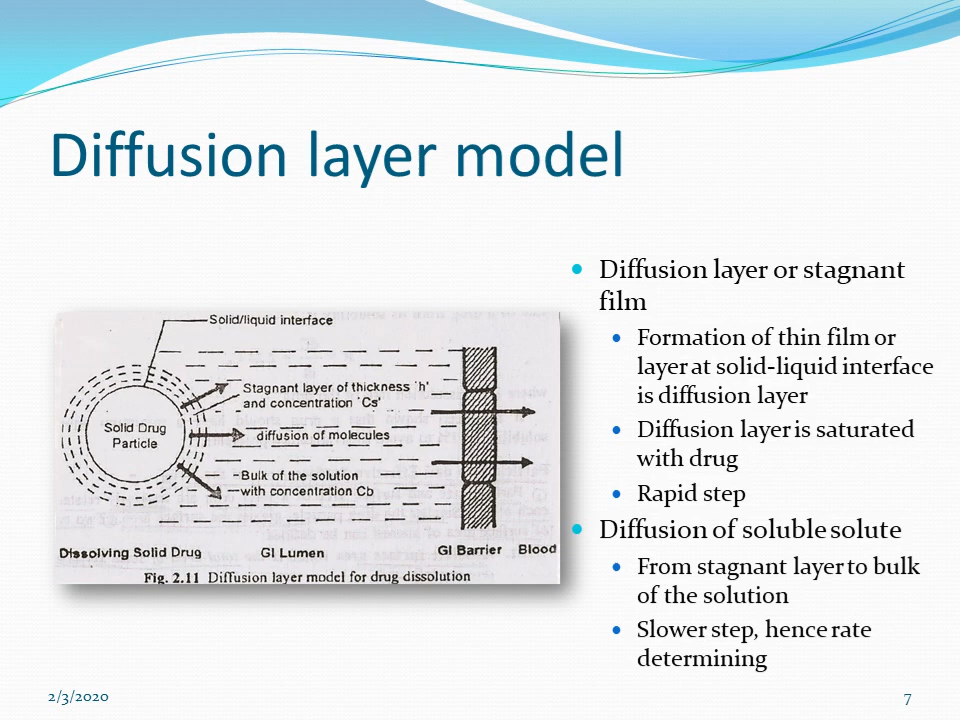 Diffusion layer model
Solid/liquid interface
Stagnant layer of thickness 'h'
and concentration 'Cs'
Solid Drug
Particle
diffusion of molecules
Bulk of the solution
with concentration Cb
Dissolving Solid Drug
GI Lumen
GI Barrier
Blood
Fig. 2.11 Diffusion layer model for drug dissolution
Diffusion layer or stagnant
film
Formation of thin film or
layer at solid-liquid interface
is diffusion layer
Diffusion layer is saturated
with drug
Rapid step
Diffusion of soluble solute
From stagnant layer to bulk
of the solution
Slower step, hence rate
determining
2/3/2020
7